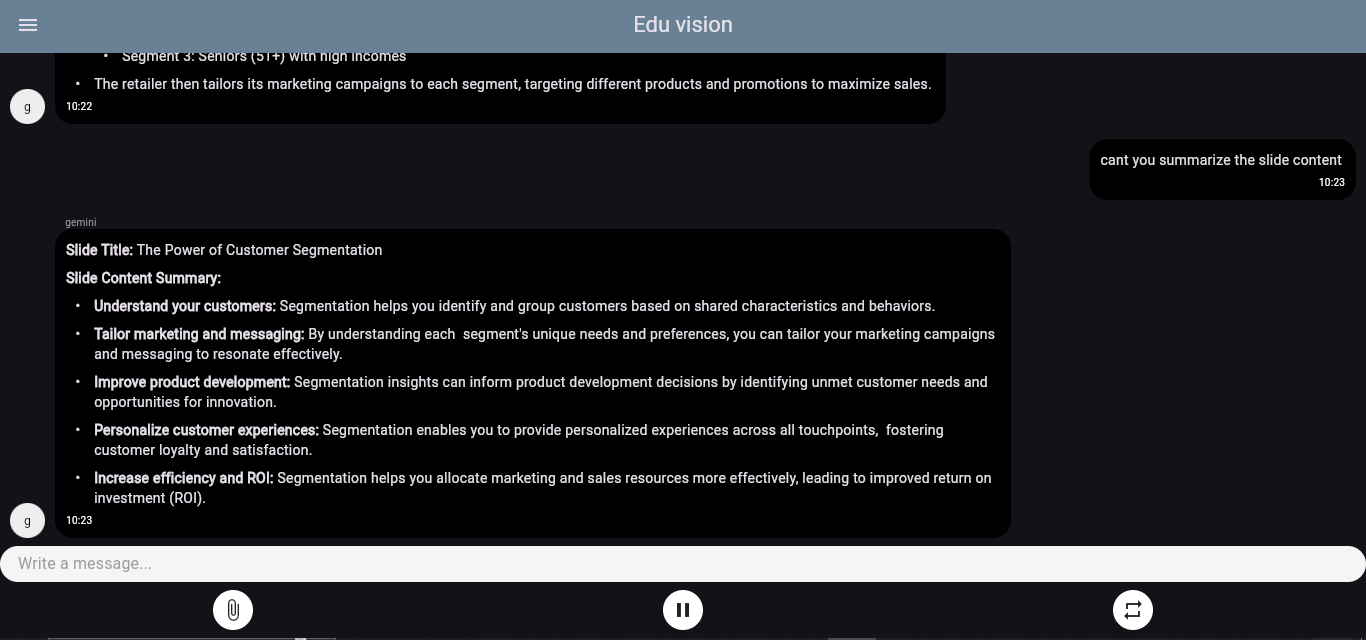 Edu vision
• Segment 3: Seniors (51+) with high incomes
• The retailer then tailors its marketing campaigns to each segment, targeting different products and promotions to maximize sales.
g
10:22
cant you summarize the slide content
10:23
gemini
Slide Title: The Power of Customer Segmentation
Slide Content Summary:
• Understand your customers: Segmentation helps you identify and group customers based on shared characteristics and behaviors.
• Tailor marketing and messaging: By understanding each  segment's unique needs and preferences, you can tailor your marketing campaigns
and messaging to resonate effectively.
• Improve product development: Segmentation insights can inform product development decisions by identifying unmet customer needs and
opportunities for innovation.
• Personalize customer experiences: Segmentation enables you to provide personalized experiences across all touchpoints,  fostering
customer loyalty and satisfaction.
• Increase efficiency and ROI: Segmentation helps you allocate marketing and sales resources more effectively, leading to improved return on
investment (ROI).
g
10:23
Write a message...